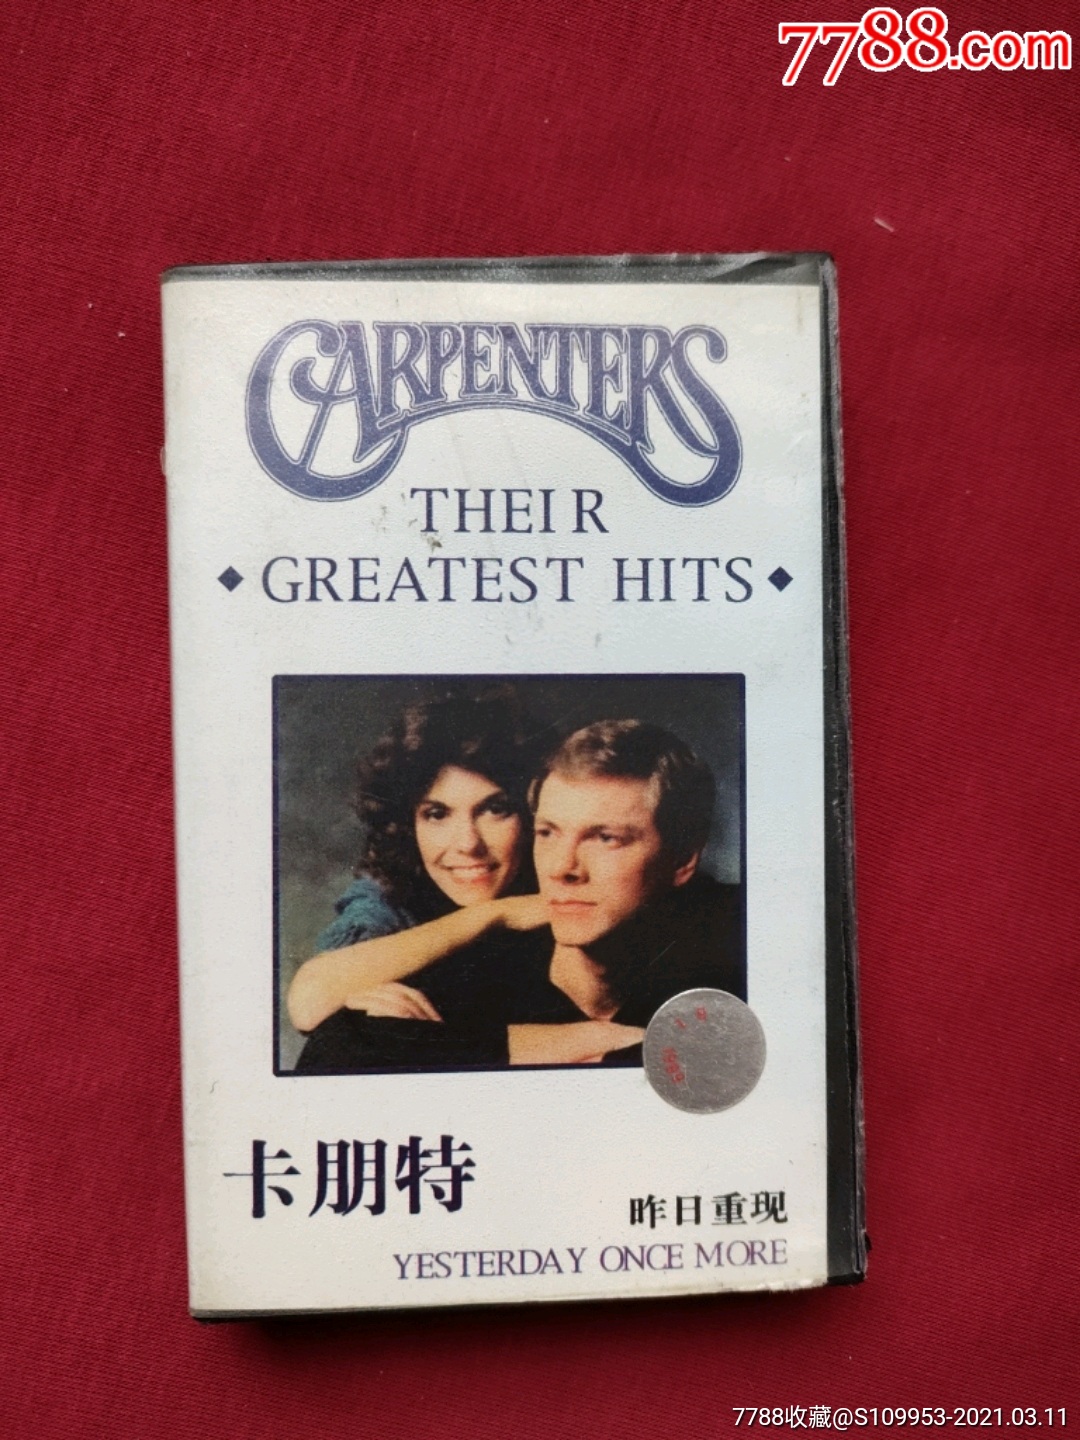 7788.com
CARPENTERS
THEIR
◆ GREATEST HITS ◆
卡朋特
昨日重现
YESTERDAY ONCE MORE
7788收藏@S109953-2021.03.11